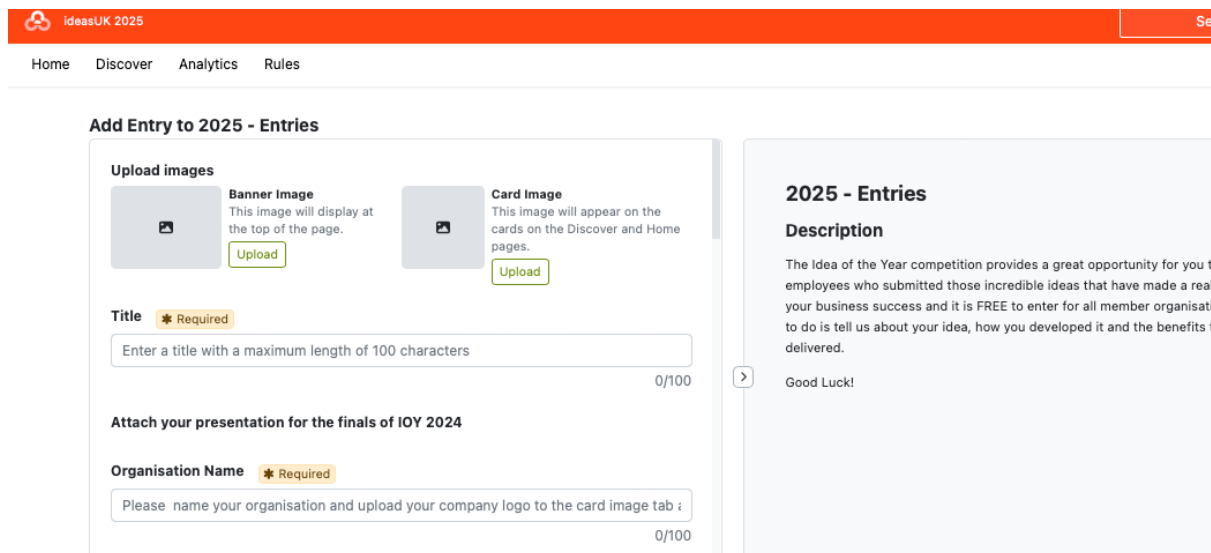 ideasUK 2025
Home Discover Analytics Rules
Add Entry to 2025 - Entries
Upload images
Banner Image
This image will display at
the top of the page.
Upload
Card Image
This image will appear on the
cards on the Discover and Home
pages.
Upload
Title
✱ Required
Enter a title with a maximum length of 100 characters
0/100
Attach your presentation for the finals of IOY 2024
Organisation Name
✱ Required
Please name your organisation and upload your company logo to the card image tab
0/100
2025 - Entries
Description
The Idea of the Year competition provides a great opportunity for you
employees who submitted those incredible ideas that have made a
your business success and it is FREE to enter for all member
to do is tell us about your idea, how you developed it and the benefits
delivered.
Good Luck!